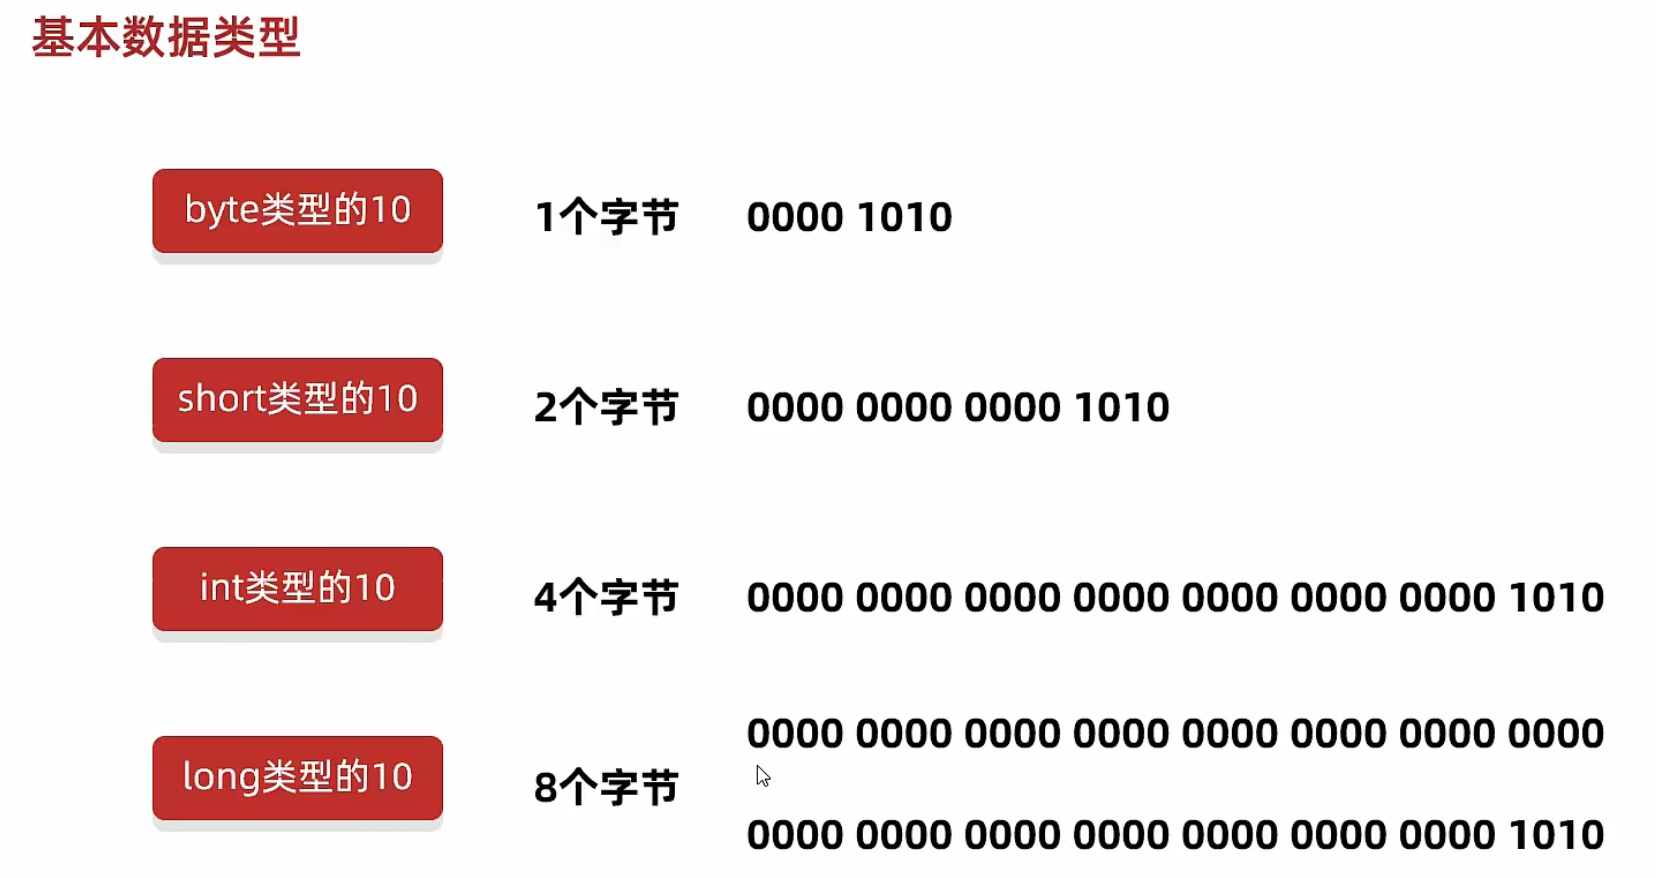 基本数据类型
byte类型的10 1个字节 0000 1010
short类型的10 2个字节 0000 0000 0000 1010
int类型的10 4个字节 0000 0000 0000 0000 0000 0000 0000 1010
long类型的10 8个字节 0000 0000 0000 0000 0000 0000 0000 0000
0000 0000 0000 0000 0000 0000 0000 1010